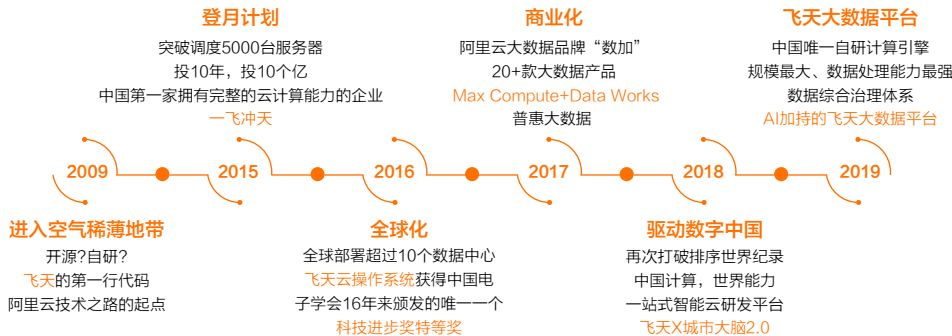 登月计划
突破调度5000台服务器
投10年，投10个亿
中国第一家拥有完整的云计算能力的企业
一飞冲天
商业化
阿里云大数据品牌“数加”
20+款大数据产品
Max Compute+Data Works
普惠大数据
飞天大数据平台
中国唯一自研计算引擎
规模最大、数据处理能力最强
数据综合治理体系
AI加持的飞天大数据平台
2009
2015
2016
2017
2018
2019
进入空气稀薄地带
开源?自研?
飞天的第一行代码
阿里云技术之路的起点
全球化
全球部署超过10个数据中心
飞天云操作系统获得中国电
子学会16年来颁发的唯一一个
科技进步奖特等奖
驱动数字中国
再次打破排序世界纪录
中国计算，世界能力
一站式智能云研发平台
飞天X城市大脑2.0